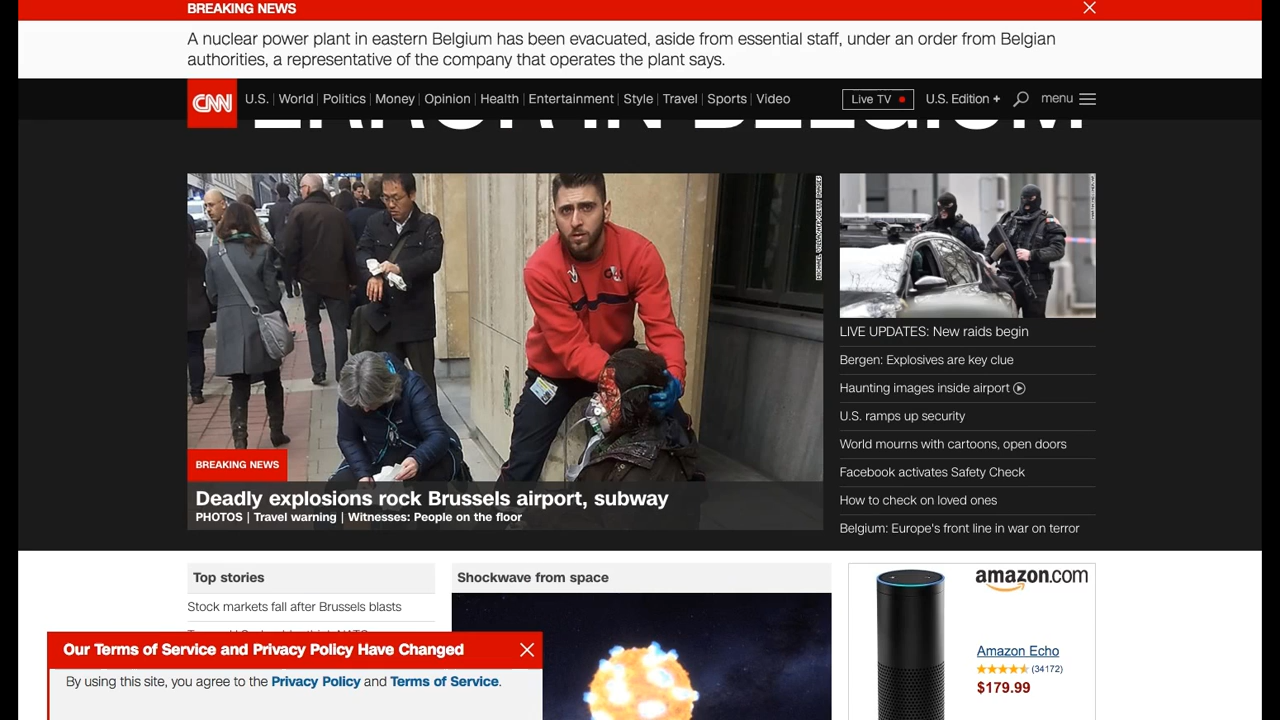 BREAKING NEWS
A nuclear power plant in eastern Belgium has been evacuated, aside from essential staff, under an order from Belgian
authorities, a representative of the company that operates the plant says.
CNN U.S. World Politics Money Opinion Health Entertainment Style Travel Sports Video Live TV U.S. Edition + menu
TERROR IN BELGIUM
BREAKING NEWS
Deadly explosions rock Brussels airport, subway
PHOTOS | Travel warning | Witnesses: People on the floor
LIVE UPDATES: New raids begin
Bergen: Explosives are key clue
Haunting images inside airport
U.S. ramps up security
World mourns with cartoons, open doors
Facebook activates Safety Check
How to check on loved ones
Belgium: Europe's front line in war on terror
Top stories
Stock markets fall after Brussels blasts
Shockwave from space
amazon.com
Amazon Echo
(34172)
$179.99
Our Terms of Service and Privacy Policy Have Changed
By using this site, you agree to the Privacy Policy and Terms of Service.